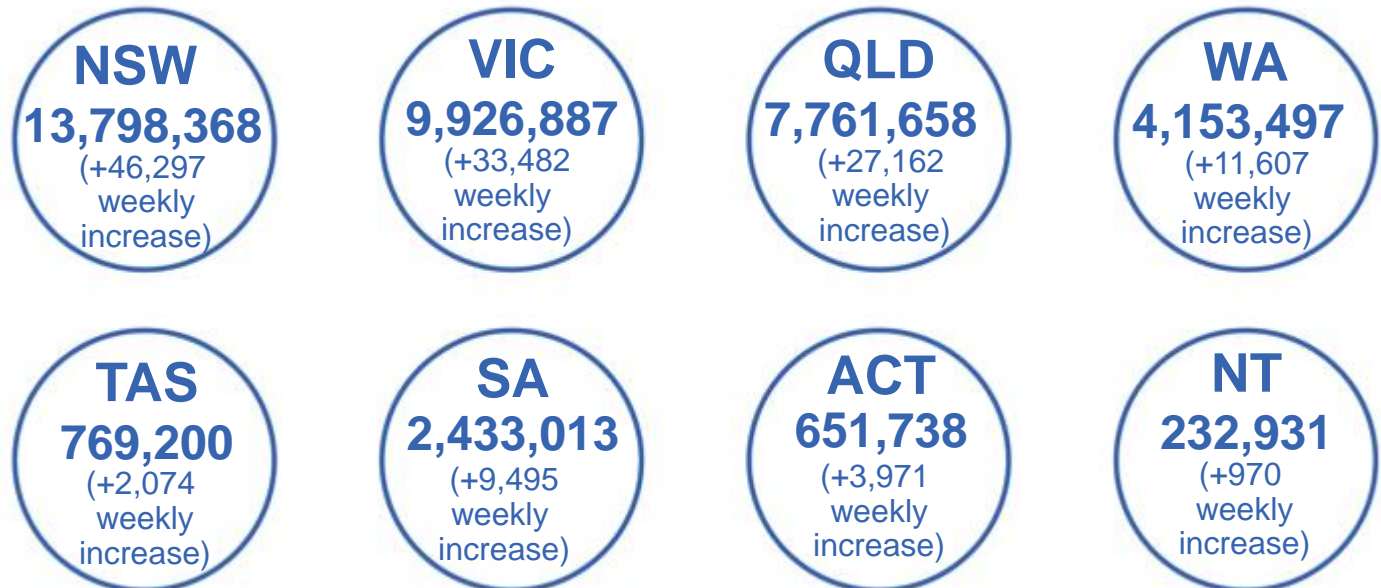 NSW
13,798,368
(+46,297
weekly
increase)
VIC
9,926,887
(+33,482
weekly
increase)
QLD
7,761,658
(+27,162
weekly
increase)
WA
4,153,497
(+11,607
weekly
increase)
TAS
769,200
(+2,074
weekly
increase)
SA
2,433,013
(+9,495
weekly
increase)
ACT
651,738
(+3,971
weekly
increase)
NT
232,931
(+970
weekly
increase)